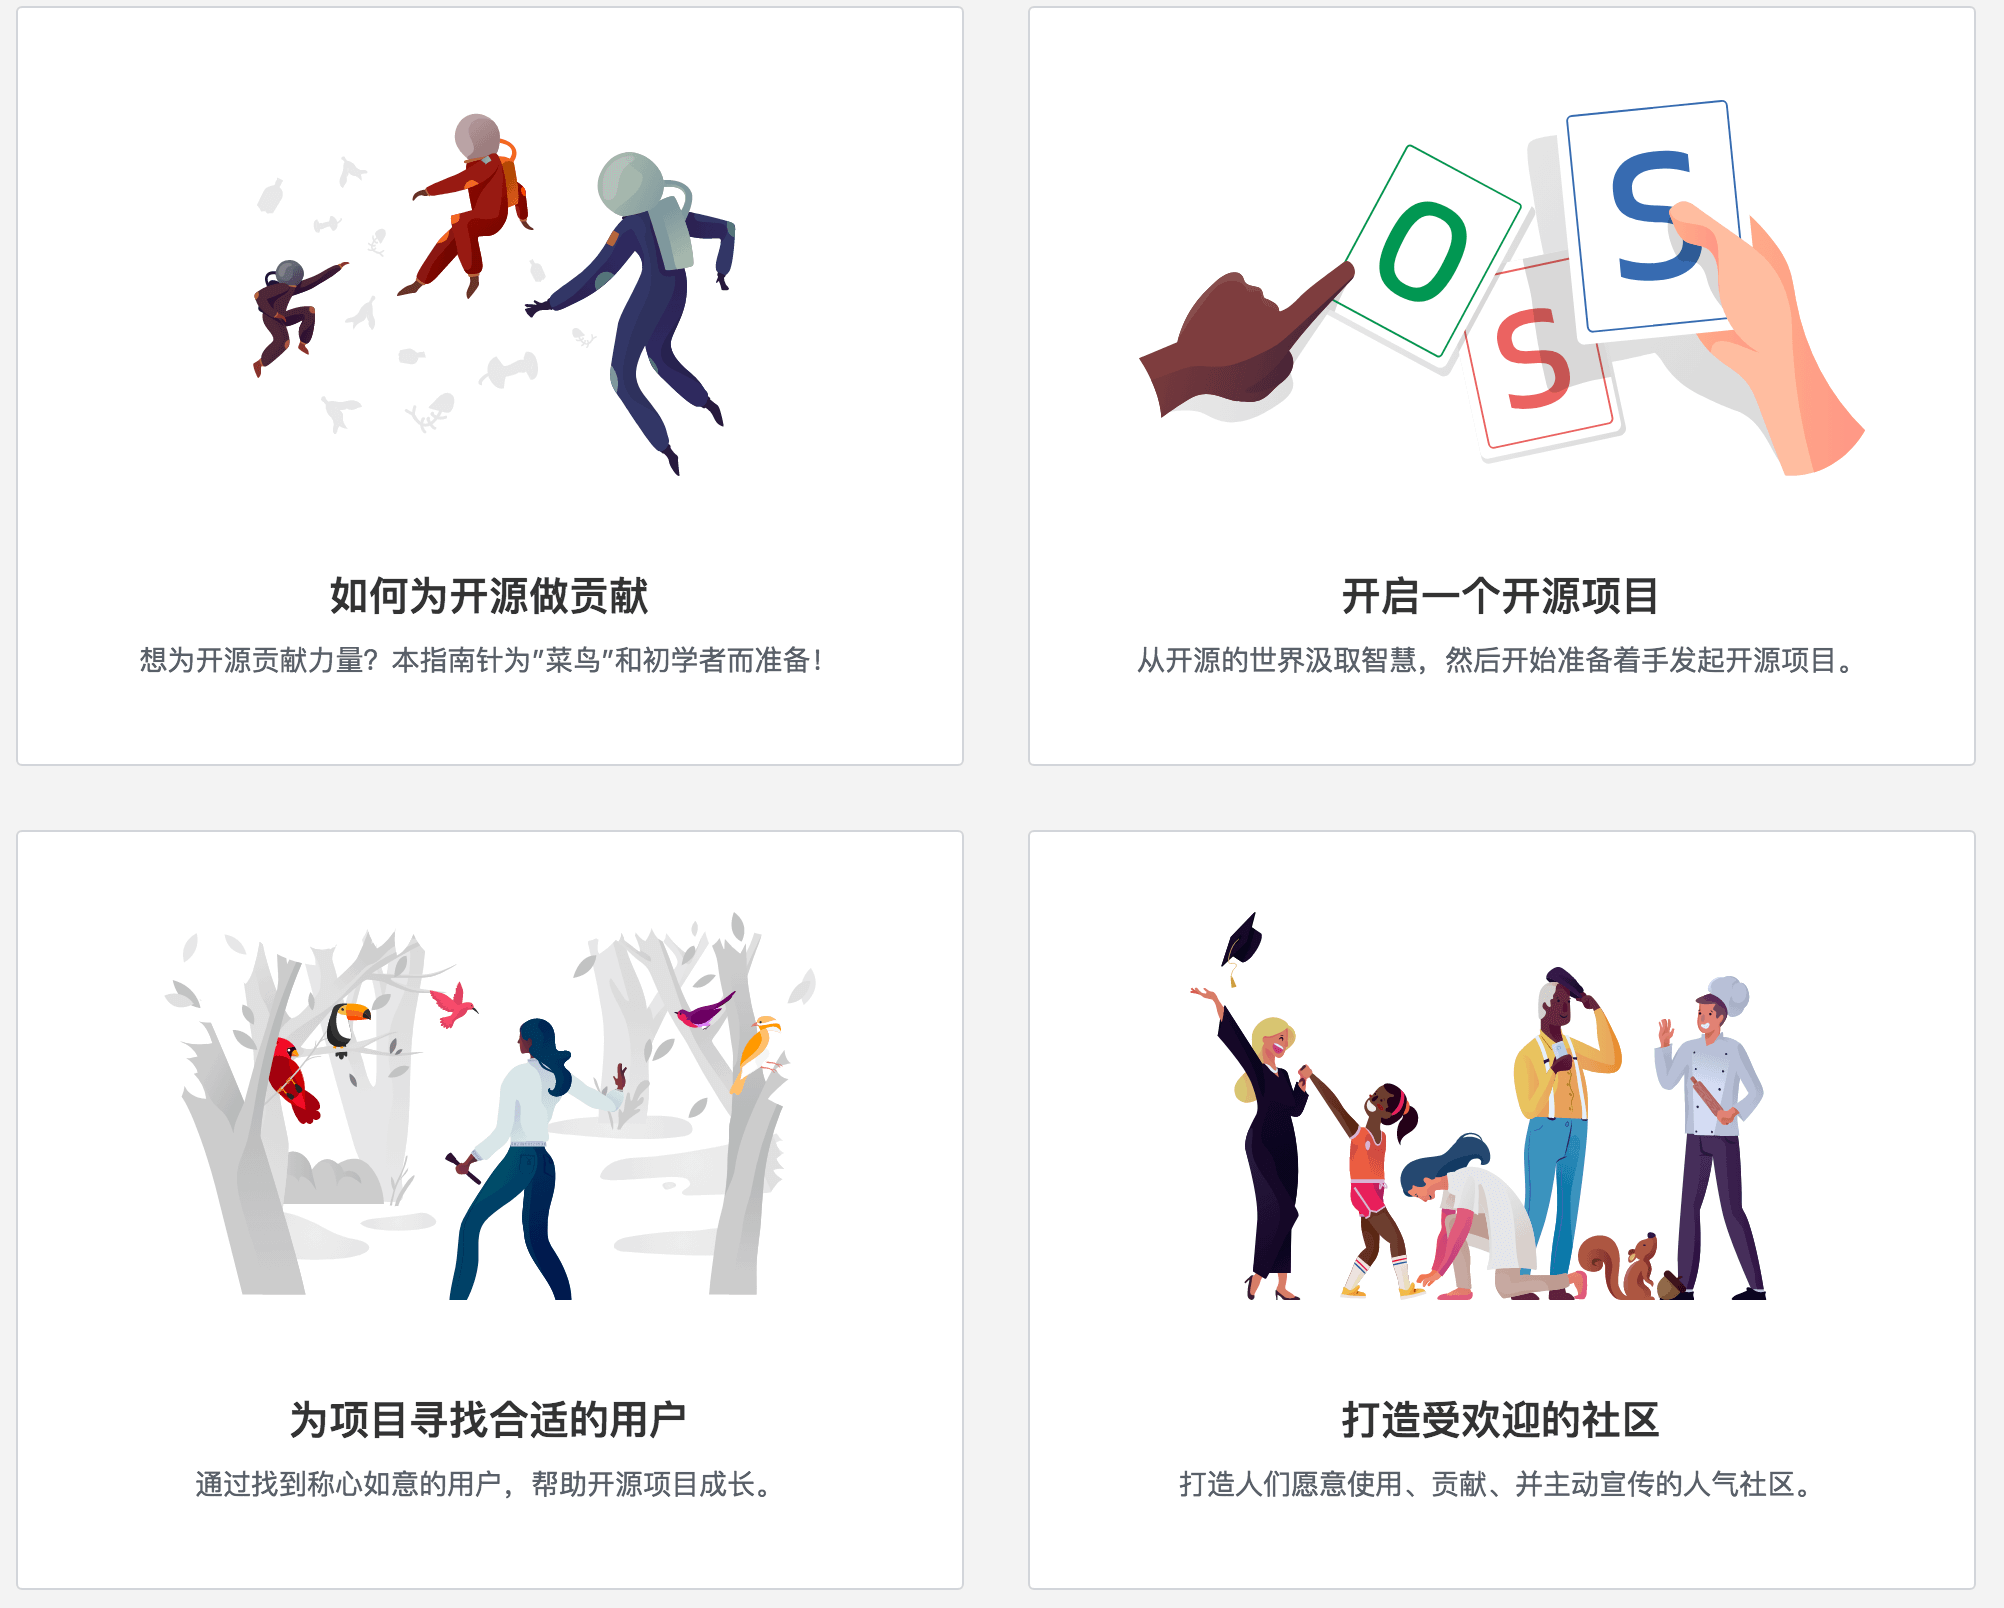 O
S
S
如何为开源做贡献
想为开源贡献力量？本指南针为"菜鸟"和初学者而准备！
开启一个开源项目
从开源的世界汲取智慧，然后开始准备着手发起开源项目。
为项目寻找合适的用户
通过找到称心如意的用户，帮助开源项目成长。
打造受欢迎的社区
打造人们愿意使用、贡献、并主动宣传的人气社区。